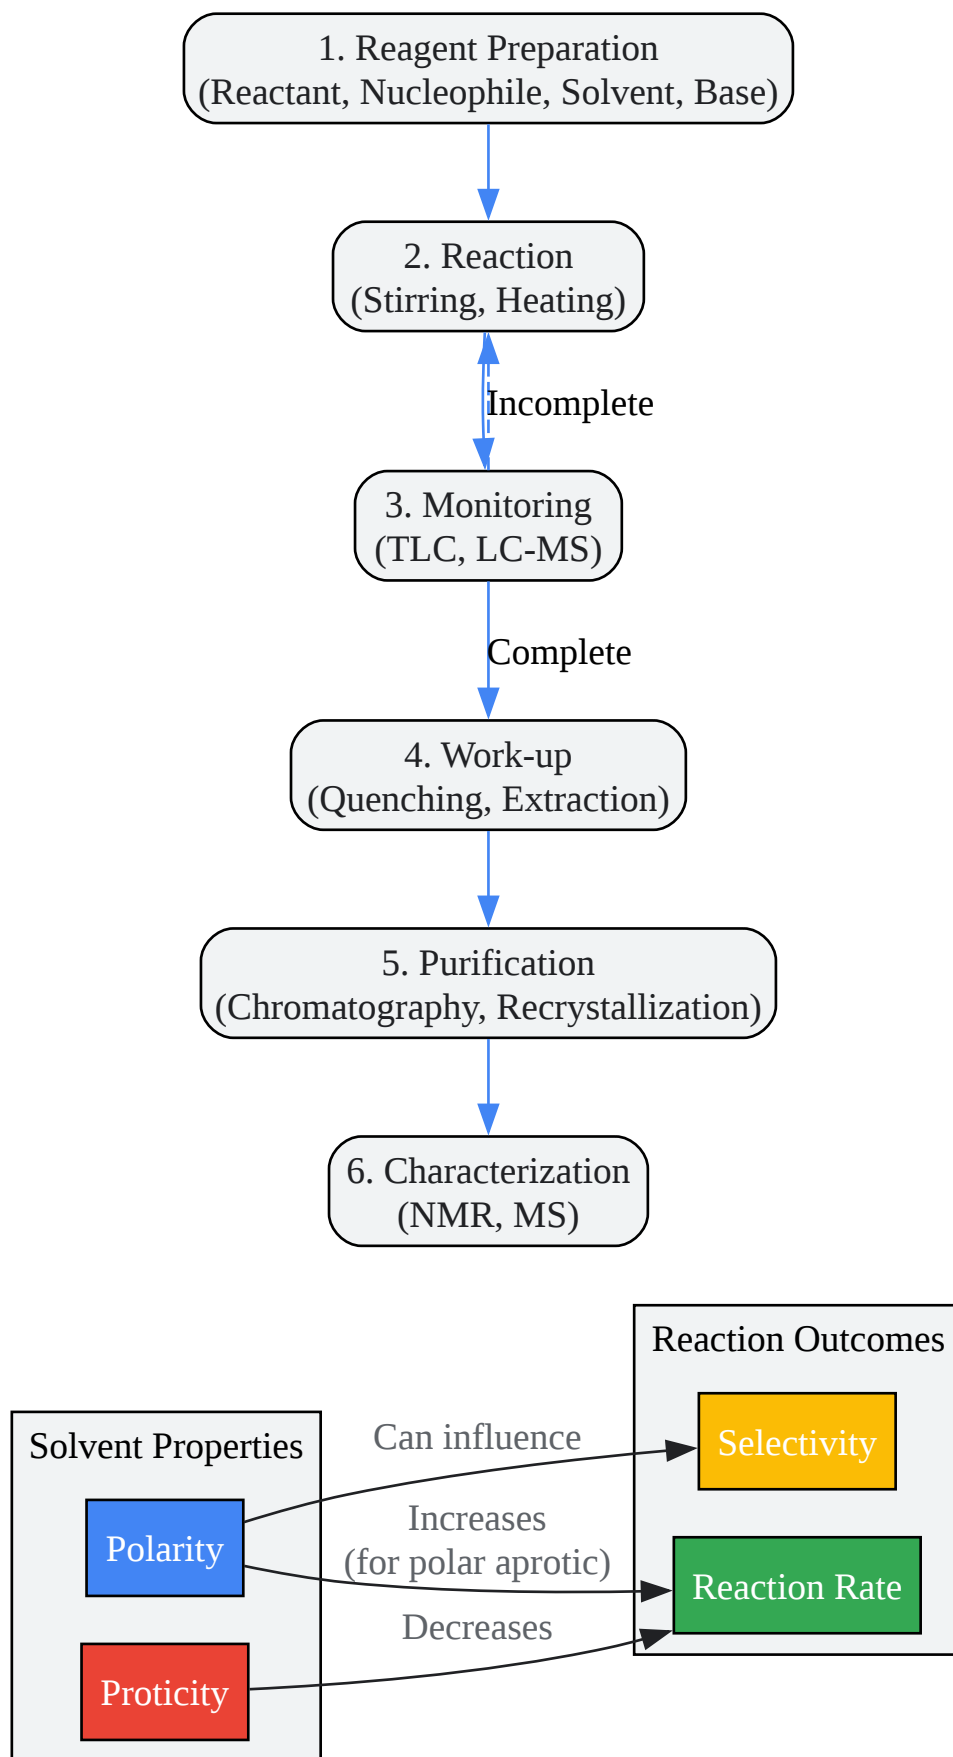 1. Reagent Preparation
(Reactant, Nucleophile, Solvent, Base)
2. Reaction
(Stirring, Heating)
Incomplete
3. Monitoring
(TLC, LC-MS)
Complete
4. Work-up
(Quenching, Extraction)
5. Purification
(Chromatography, Recrystallization)
6. Characterization
(NMR, MS)
Reaction Outcomes
Solvent Properties
Can influence
Selectivity
Polarity
Increases
(for polar aprotic)
Reaction Rate
Decreases
Proticity